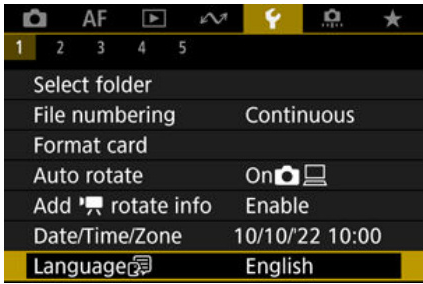 AF
1 2 3 4 5
Select folder
File numbering Continuous
Format card
Auto rotate On
Add rotate info Enable
Date/Time/Zone 10/10/'22 10:00
Language English